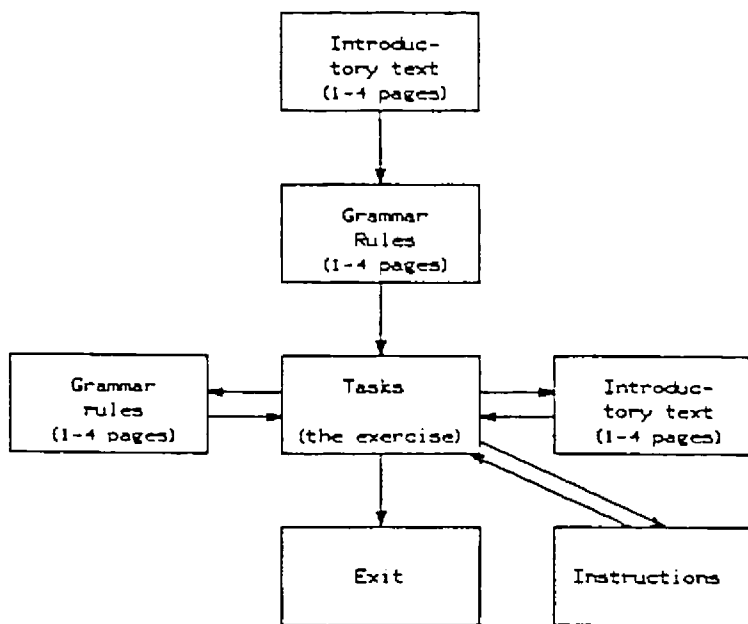 Introduc-
tory text
(1-4 pages)
Grammar
Rules
(1-4 pages)
Grammar
rules
(1-4 pages)
Tasks
(the exercise)
Introduc-
tory text
(1-4 pages)
Exit
Instructions